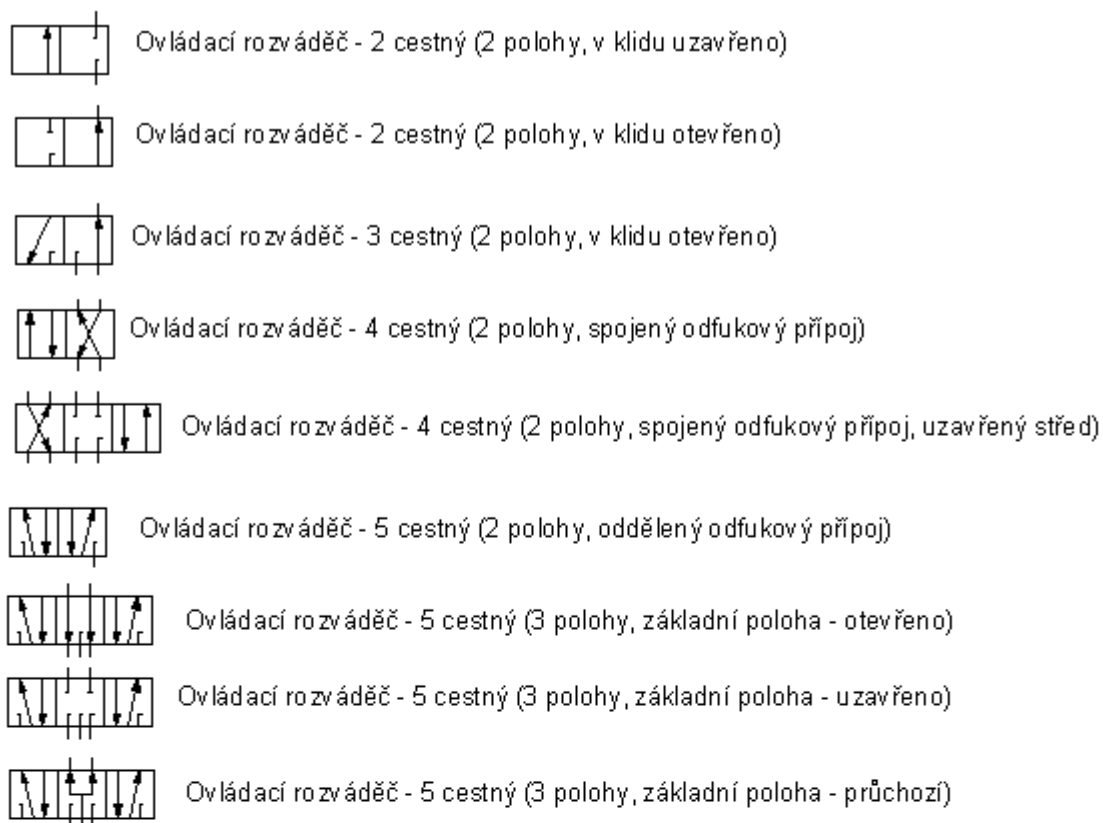 Ovládací rozváděč - 2 cestný (2 polohy, v klidu uzavřeno)
Ovládací rozváděč - 2 cestný (2 polohy, v klidu otevřeno)
Ovládací rozváděč - 3 cestný (2 polohy, v klidu otevřeno)
Ovládací rozváděč - 4 cestný (2 polohy, spojený odfukový přípoj)
Ovládací rozváděč - 4 cestný (2 polohy, spojený odfukový přípoj, uzavřený střed)
Ovládací rozváděč - 5 cestný (2 polohy, oddělený odfukový přípoj)
Ovládací rozváděč - 5 cestný (3 polohy, základní poloha - otevřeno)
Ovládací rozváděč - 5 cestný (3 polohy, základní poloha - uzavřeno)
Ovládací rozváděč - 5 cestný (3 polohy, základní poloha - průchozí)